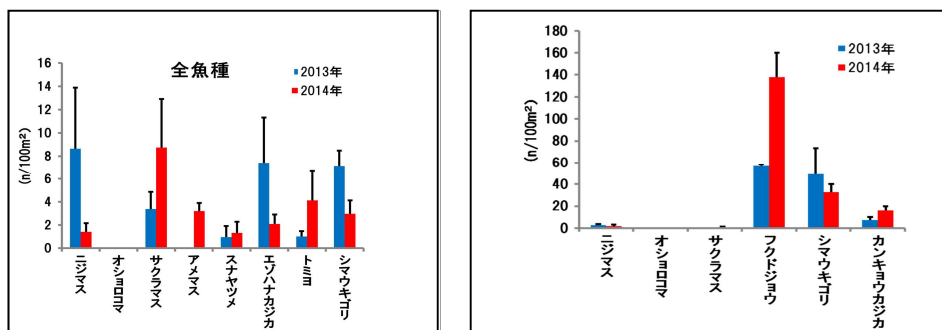 全魚種
2013年
2014年
(n/100m²)
16
14
12
10
8
6
4
2
0
ニジマス
オショロコマ
サクラマス
アメマス
スナヤツメ
エゾハナカジカ
トミヨ
シマウキゴリ
2013年
2014年
(n/100m²)
180
160
140
120
100
80
60
40
20
0
ニジマス
オショロコマ
サクラマス
フクドジョウ
シマウキゴリ
カンキョウカジカ